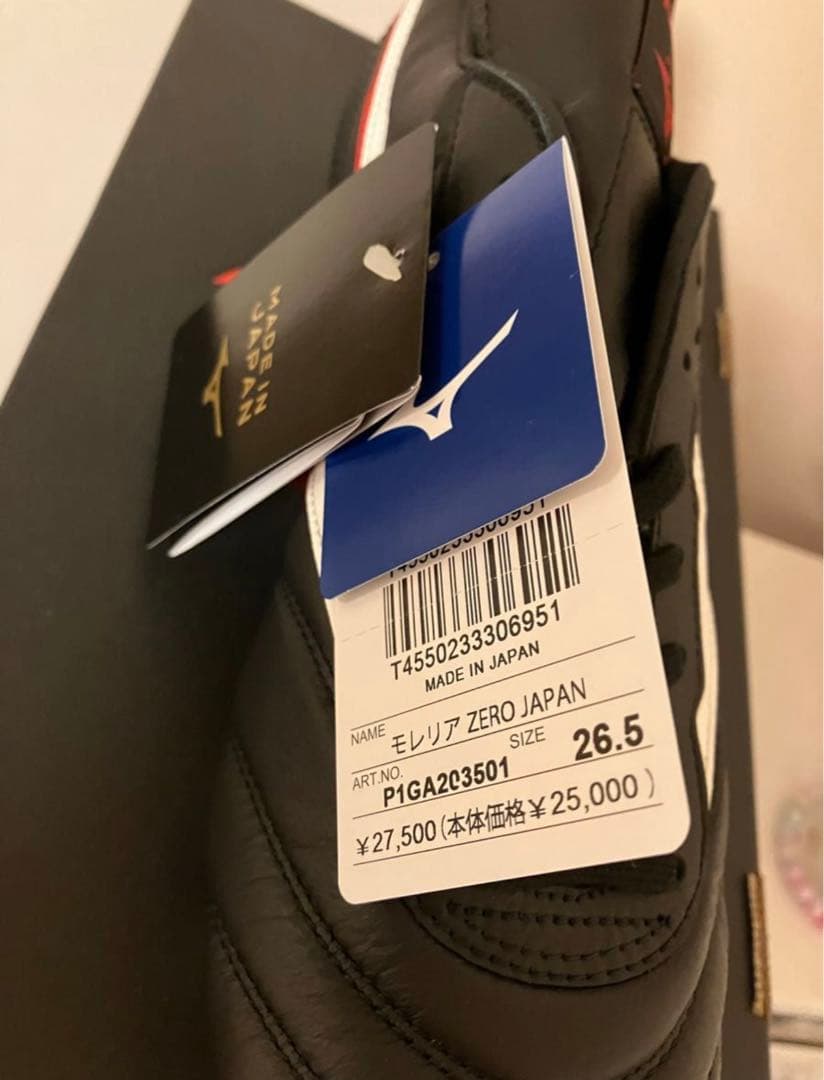 MADE IN
JAPAN
T4550233306951
T4550233306951
MADE IN JAPAN
NAME モレリア ZERO JAPAN
ART.NO. SIZE
P1GA203501 26.5
¥27,500(本体価格¥25,000)